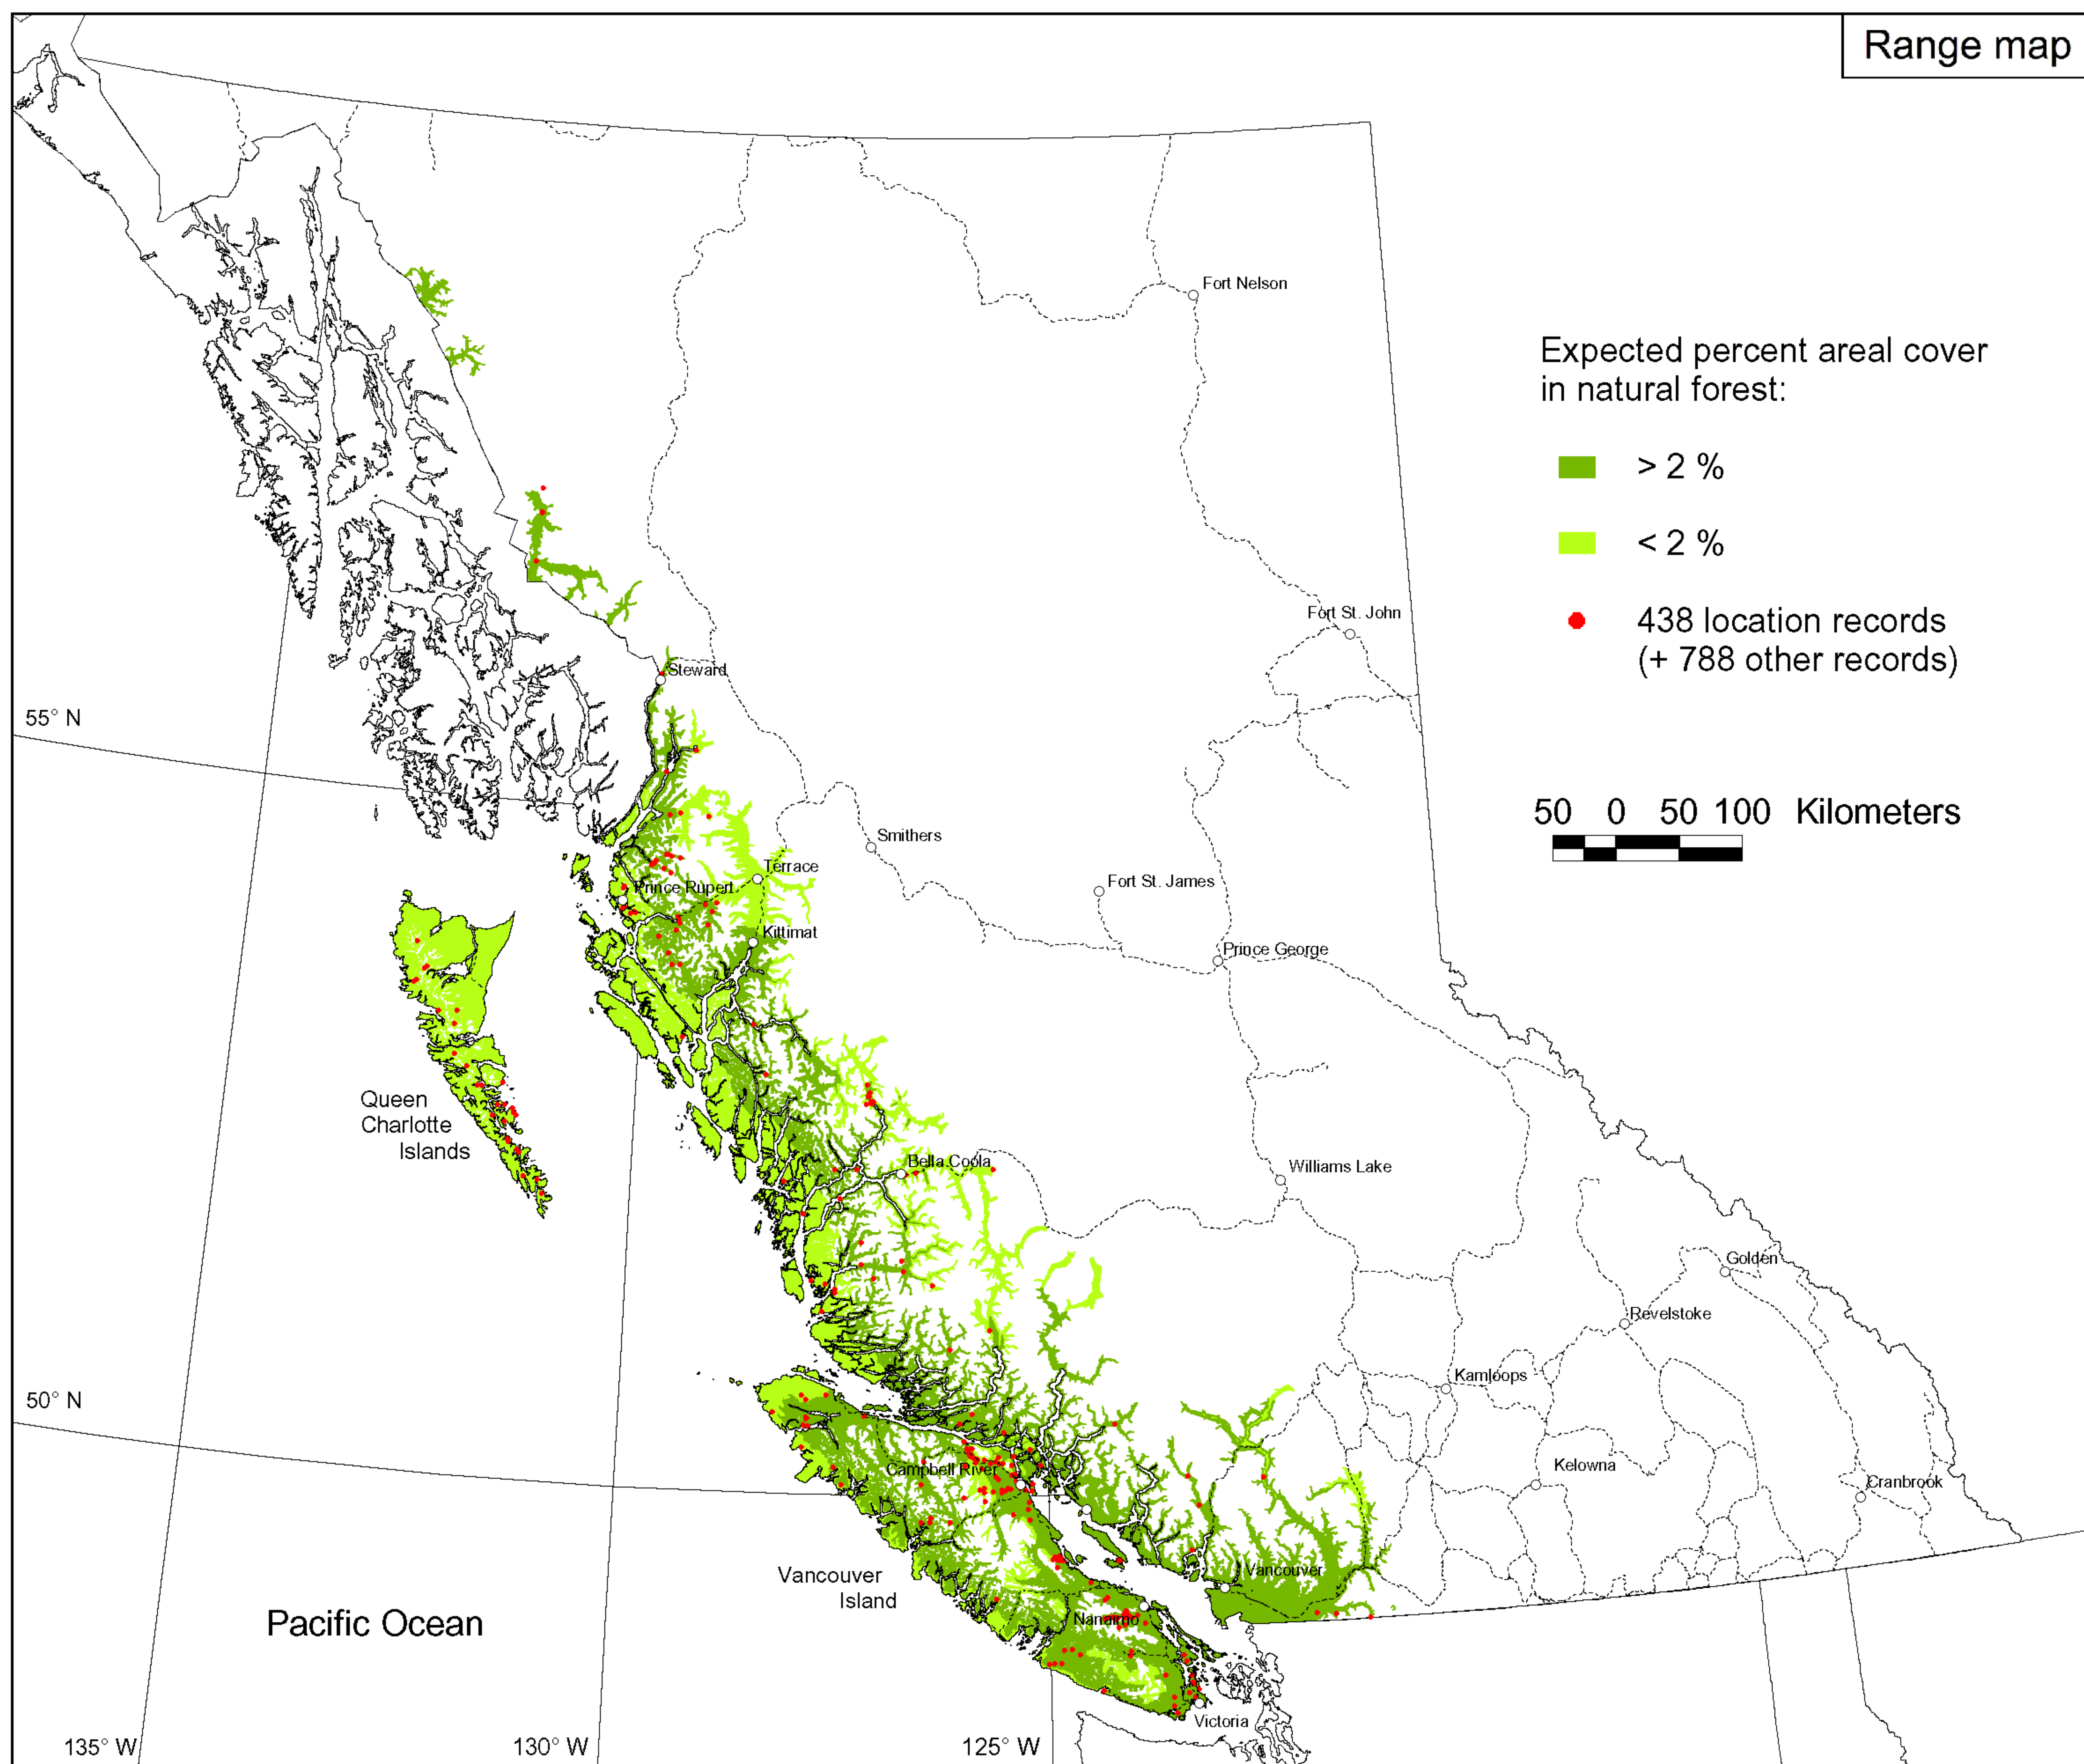 Range map
Fort Nelson
Expected percent areal cover
in natural forest:
> 2 %
< 2 %
Fort St. John
438 location records
(+ 788 other records)
Steward
55° N
50 0 50 100 Kilometers
Smithers
Terrace
Fort St. James
Prince Rupert
Kittimat
Prince George
Queen
Charlotte
Islands
Bella Coola
Williams Lake
Golden
Revelstoke
Kamloops
50° N
Campbell River
Kelowna
Cranbrook
Vancouver
Vancouver
Island
Pacific Ocean
Nanaimo
Victoria
135° W
130° W
125° W